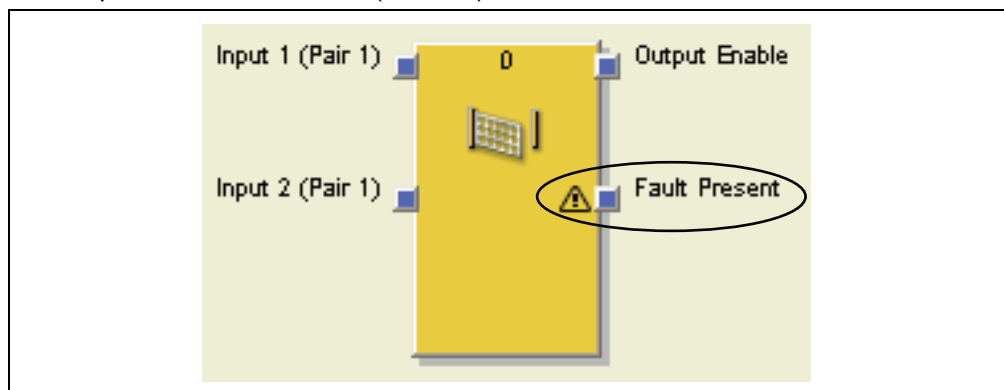 Input 1 (Pair 1)
0
Output Enable
Input 2 (Pair 1)
Fault Present